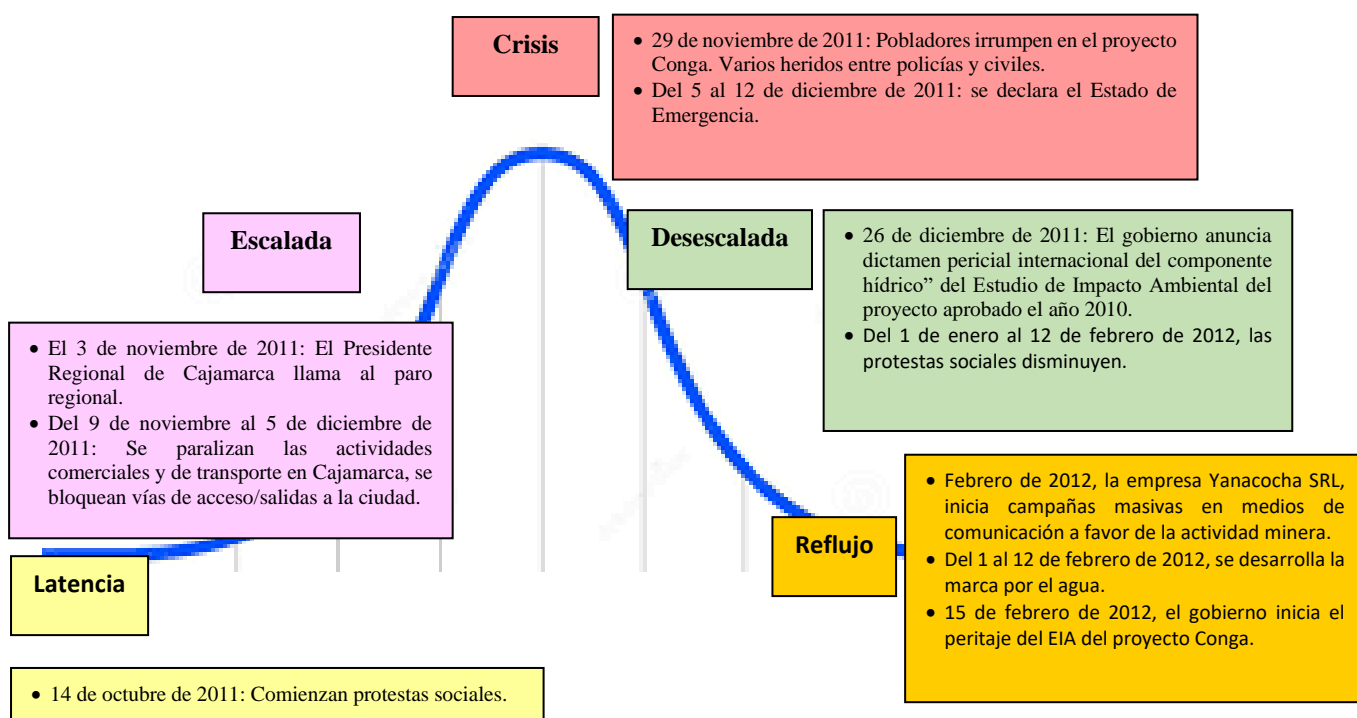 Crisis
• 29 de noviembre de 2011: Pobladores irrumpen en el proyecto
Conga. Varios heridos entre policías y civiles.
• Del 5 al 12 de diciembre de 2011: se declara el Estado de
Emergencia.
Escalada
• El 3 de noviembre de 2011: El Presidente
Regional de Cajamarca llama al paro
regional.
• Del 9 de noviembre al 5 de diciembre de
2011: Se paralizan las actividades
comerciales y de transporte en Cajamarca, se
bloquean vías de acceso/salidas a la ciudad.
Desescalada
• 26 de diciembre de 2011: El gobierno anuncia
dictamen pericial internacional del componente
hídrico” del Estudio de Impacto Ambiental del
proyecto aprobado el año 2010.
• Del 1 de enero al 12 de febrero de 2012, las
protestas sociales disminuyen.
Latencia
• 14 de octubre de 2011: Comienzan protestas sociales.
Reflujo
• Febrero de 2012, la empresa Yanacocha SRL,
inicia campañas masivas en medios de
comunicación a favor de la actividad minera.
• Del 1 al 12 de febrero de 2012, se desarrolla la
marca por el agua.
• 15 de febrero de 2012, el gobierno inicia el
peritaje del EIA del proyecto Conga.